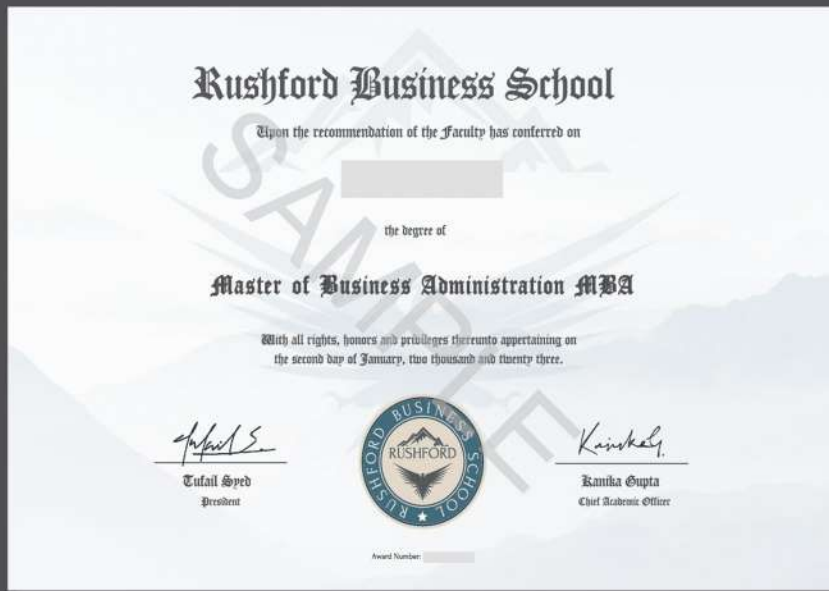 Rushford Business School
Upon the recommendation of the Faculty has conferred on
the degree of
Master of Business Administration MBA
With all rights, honors and privileges thereunto appertaining on
the second day of January, two thousand and twenty three.
SAMPLE
Tufail S.
Tufail Syed
President
RUSHFORD BUSINESS SCHOOL
RUSHFORD
Kanika Gupta
Chief Academic Officer
Award Number: